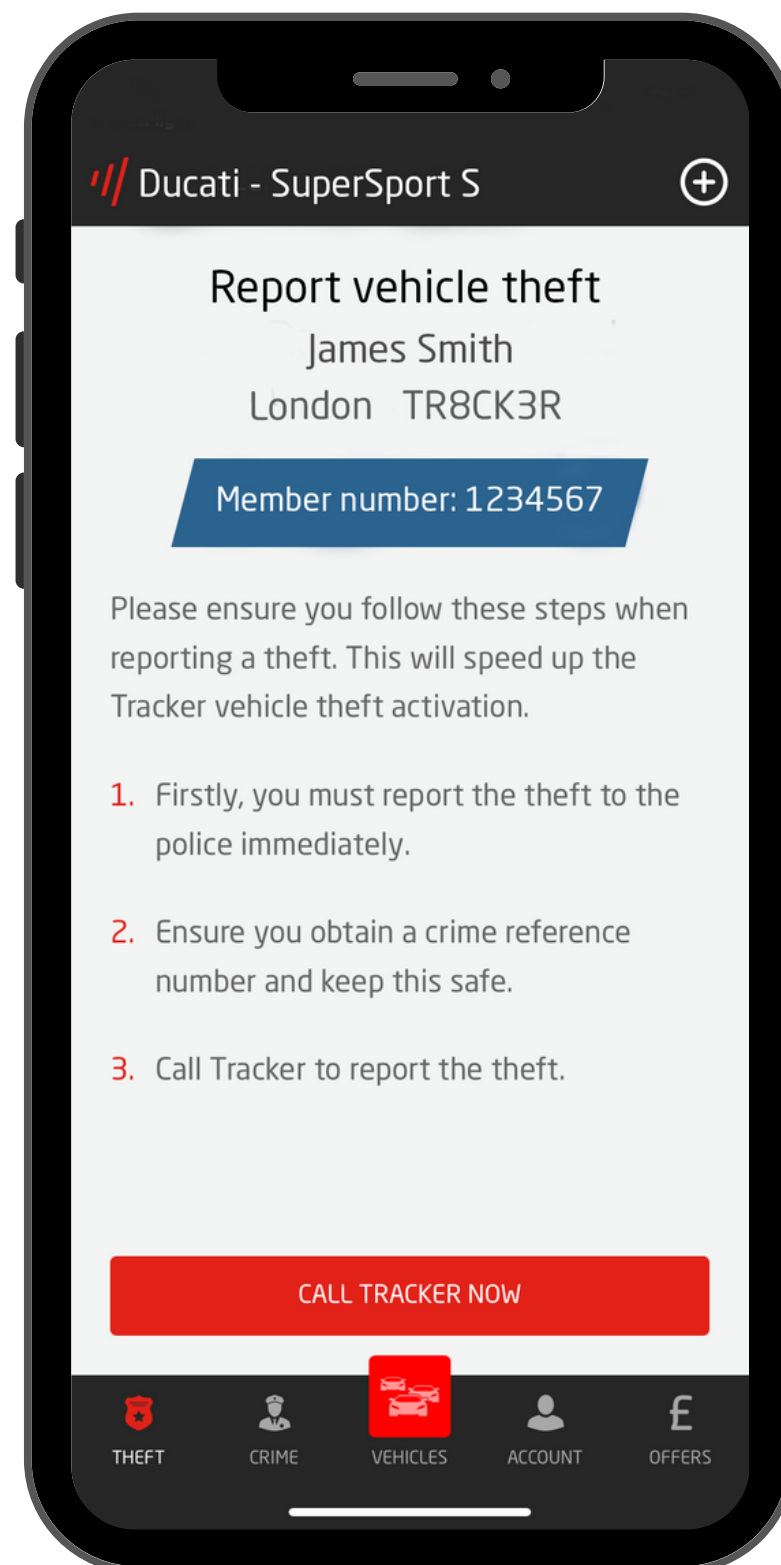 Ducati - SuperSport S
Report vehicle theft
James Smith
London TR8CK3R
Member number: 1234567
Please ensure you follow these steps when
reporting a theft. This will speed up the
Tracker vehicle theft activation.
1. Firstly, you must report the theft to the
police immediately.
2. Ensure you obtain a crime reference
number and keep this safe.
3. Call Tracker to report the theft.
CALL TRACKER NOW
THEFT CRIME VEHICLES ACCOUNT £ OFFERS